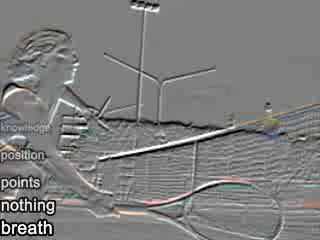 knowledge
position
points
nothing
breath